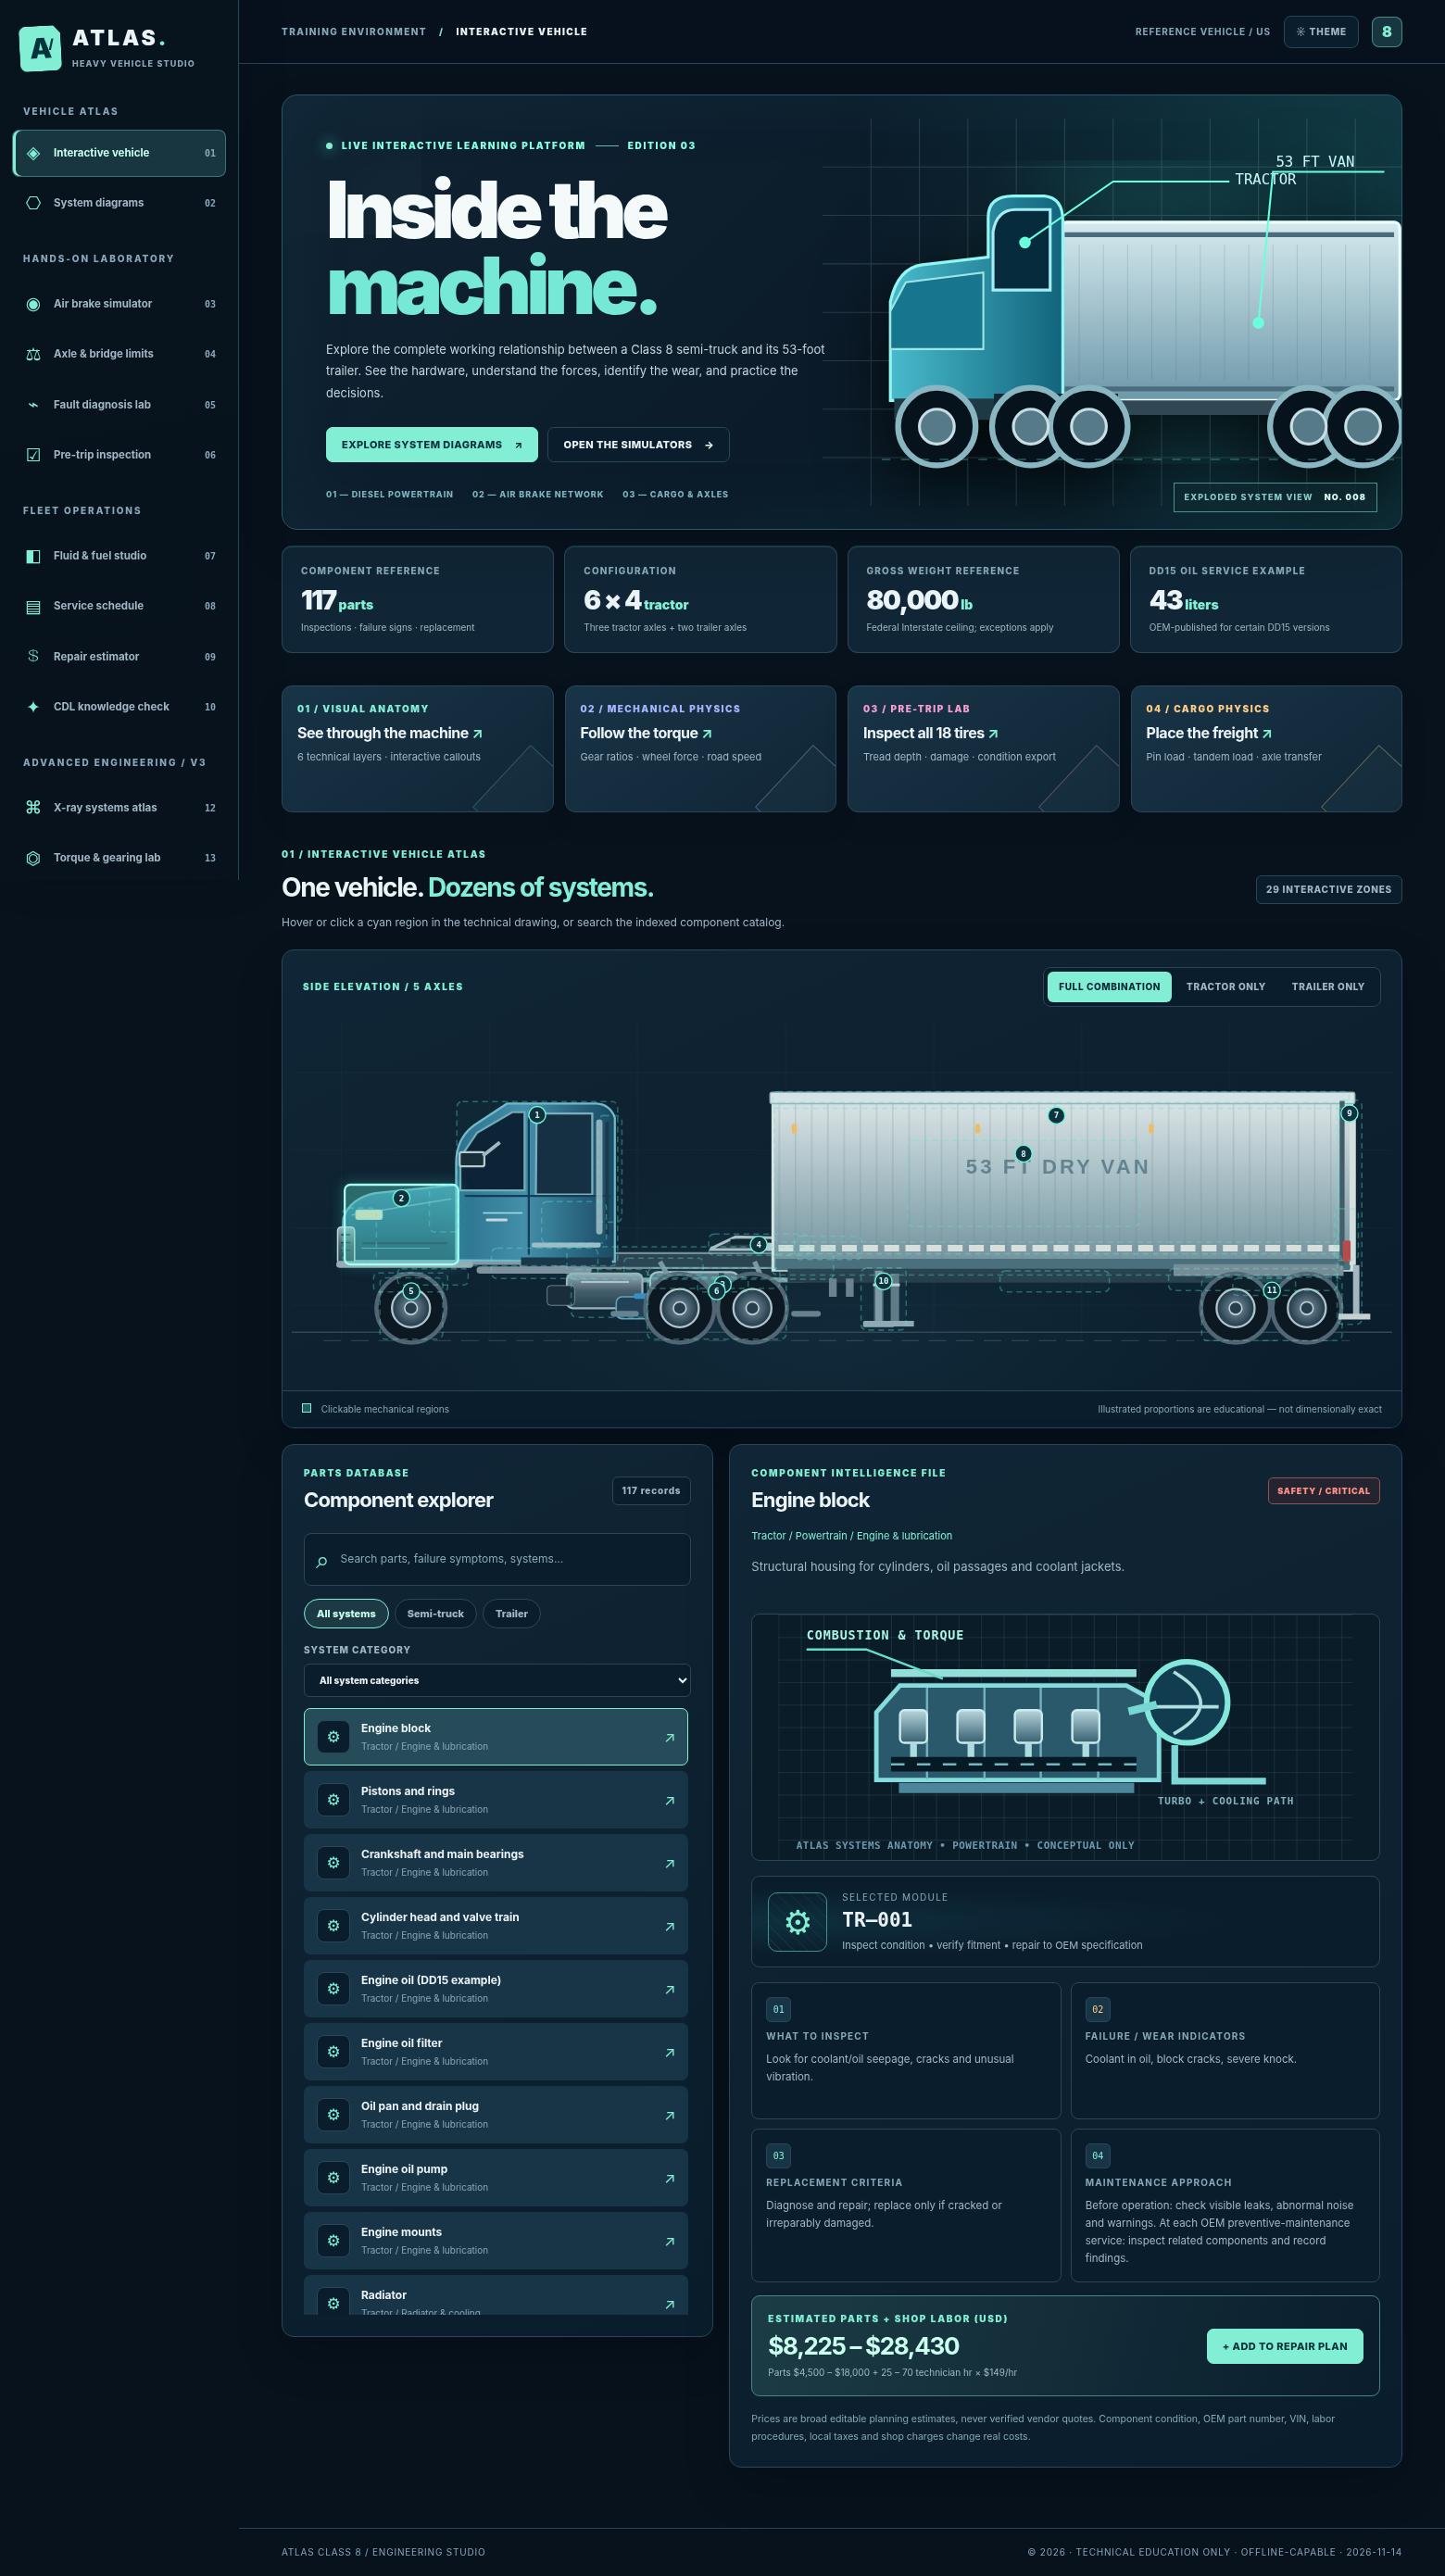 ATLAS.
HEAVY VEHICLE STUDIO
VEHICLE ATLAS
Interactive vehicle 01
System diagrams 02
HANDS-ON LABORATORY
Air brake simulator 03
Axle & bridge limits 04
Fault diagnosis lab 05
Pre-trip inspection 06
FLEET OPERATIONS
Fluid & fuel studio 07
Service schedule 08
Repair estimator 09
CDL knowledge check 10
ADVANCED ENGINEERING / V3
X-ray systems atlas 12
Torque & gearing lab 13
TRAINING ENVIRONMENT / INTERACTIVE VEHICLE
REFERENCE VEHICLE / US
THEME
8
LIVE INTERACTIVE LEARNING PLATFORM — EDITION 03
Inside the
machine.
Explore the complete working relationship between a Class 8 semi-truck and its 53-foot
trailer. See the hardware, understand the forces, identify the wear, and practice the
decisions.
EXPLORE SYSTEM DIAGRAMS ↗
OPEN THE SIMULATORS →
01 — DIESEL POWERTRAIN 02 — AIR BRAKE NETWORK 03 — CARGO & AXLES
53 FT VAN
TRACTOR
EXPLODED SYSTEM VIEW NO. 008
COMPONENT REFERENCE
117 parts
Inspections · failure signs · replacement
CONFIGURATION
6 × 4 tractor
Three tractor axles + two trailer axles
GROSS WEIGHT REFERENCE
80,000 lb
Federal Interstate ceiling; exceptions apply
DD15 OIL SERVICE EXAMPLE
43 liters
OEM-published for certain DD15 versions
01 / VISUAL ANATOMY
See through the machine ↗
6 technical layers · interactive callouts
02 / MECHANICAL PHYSICS
Follow the torque ↗
Gear ratios · wheel force · road speed
03 / PRE-TRIP LAB
Inspect all 18 tires ↗
Tread depth · damage · condition export
04 / CARGO PHYSICS
Place the freight ↗
Pin load · tandem load · axle transfer
01 / INTERACTIVE VEHICLE ATLAS
One vehicle. Dozens of systems.
Hover or click a cyan region in the technical drawing, or search the indexed component catalog.
29 INTERACTIVE ZONES
SIDE ELEVATION / 5 AXLES
FULL COMBINATION
TRACTOR ONLY
TRAILER ONLY
1
7
9
8
53 FT DRY VAN
2
4
5
6
10
11
Clickable mechanical regions
Illustrated proportions are educational — not dimensionally exact
PARTS DATABASE
Component explorer
117 records
Search parts, failure symptoms, systems...
All systems
Semi-truck
Trailer
SYSTEM CATEGORY
All system categories
Engine block
Tractor / Engine & lubrication
Pistons and rings
Tractor / Engine & lubrication
Crankshaft and main bearings
Tractor / Engine & lubrication
Cylinder head and valve train
Tractor / Engine & lubrication
Engine oil (DD15 example)
Tractor / Engine & lubrication
Engine oil filter
Tractor / Engine & lubrication
Oil pan and drain plug
Tractor / Engine & lubrication
Engine oil pump
Tractor / Engine & lubrication
Engine mounts
Tractor / Engine & lubrication
Radiator
Tractor / Radiator & cooling
COMPONENT INTELLIGENCE FILE
Engine block
SAFETY / CRITICAL
Tractor / Powertrain / Engine & lubrication
Structural housing for cylinders, oil passages and coolant jackets.
COMBUSTION & TORQUE
TURBO + COOLING PATH
ATLAS SYSTEMS ANATOMY • POWERTRAIN • CONCEPTUAL ONLY
SELECTED MODULE
TR—001
Inspect condition • verify fitment • repair to OEM specification
01
WHAT TO INSPECT
Look for coolant/oil seepage, cracks and unusual
vibration.
02
FAILURE / WEAR INDICATORS
Coolant in oil, block cracks, severe knock.
03
REPLACEMENT CRITERIA
Diagnose and repair; replace only if cracked or
irreparably damaged.
04
MAINTENANCE APPROACH
Before operation: check visible leaks, abnormal noise
and warnings. At each OEM preventive-maintenance
service: inspect related components and record
findings.
ESTIMATED PARTS + SHOP LABOR (USD)
$8,225 – $28,430
Parts $4,500 – $18,000 + 25 – 70 technician hr × $149/hr
+ ADD TO REPAIR PLAN
Prices are broad editable planning estimates, never verified vendor quotes. Component condition, OEM part number, VIN, labor
procedures, local taxes and shop charges change real costs.
ATLAS CLASS 8 / ENGINEERING STUDIO
© 2026 · TECHNICAL EDUCATION ONLY · OFFLINE-CAPABLE · 2026-11-14